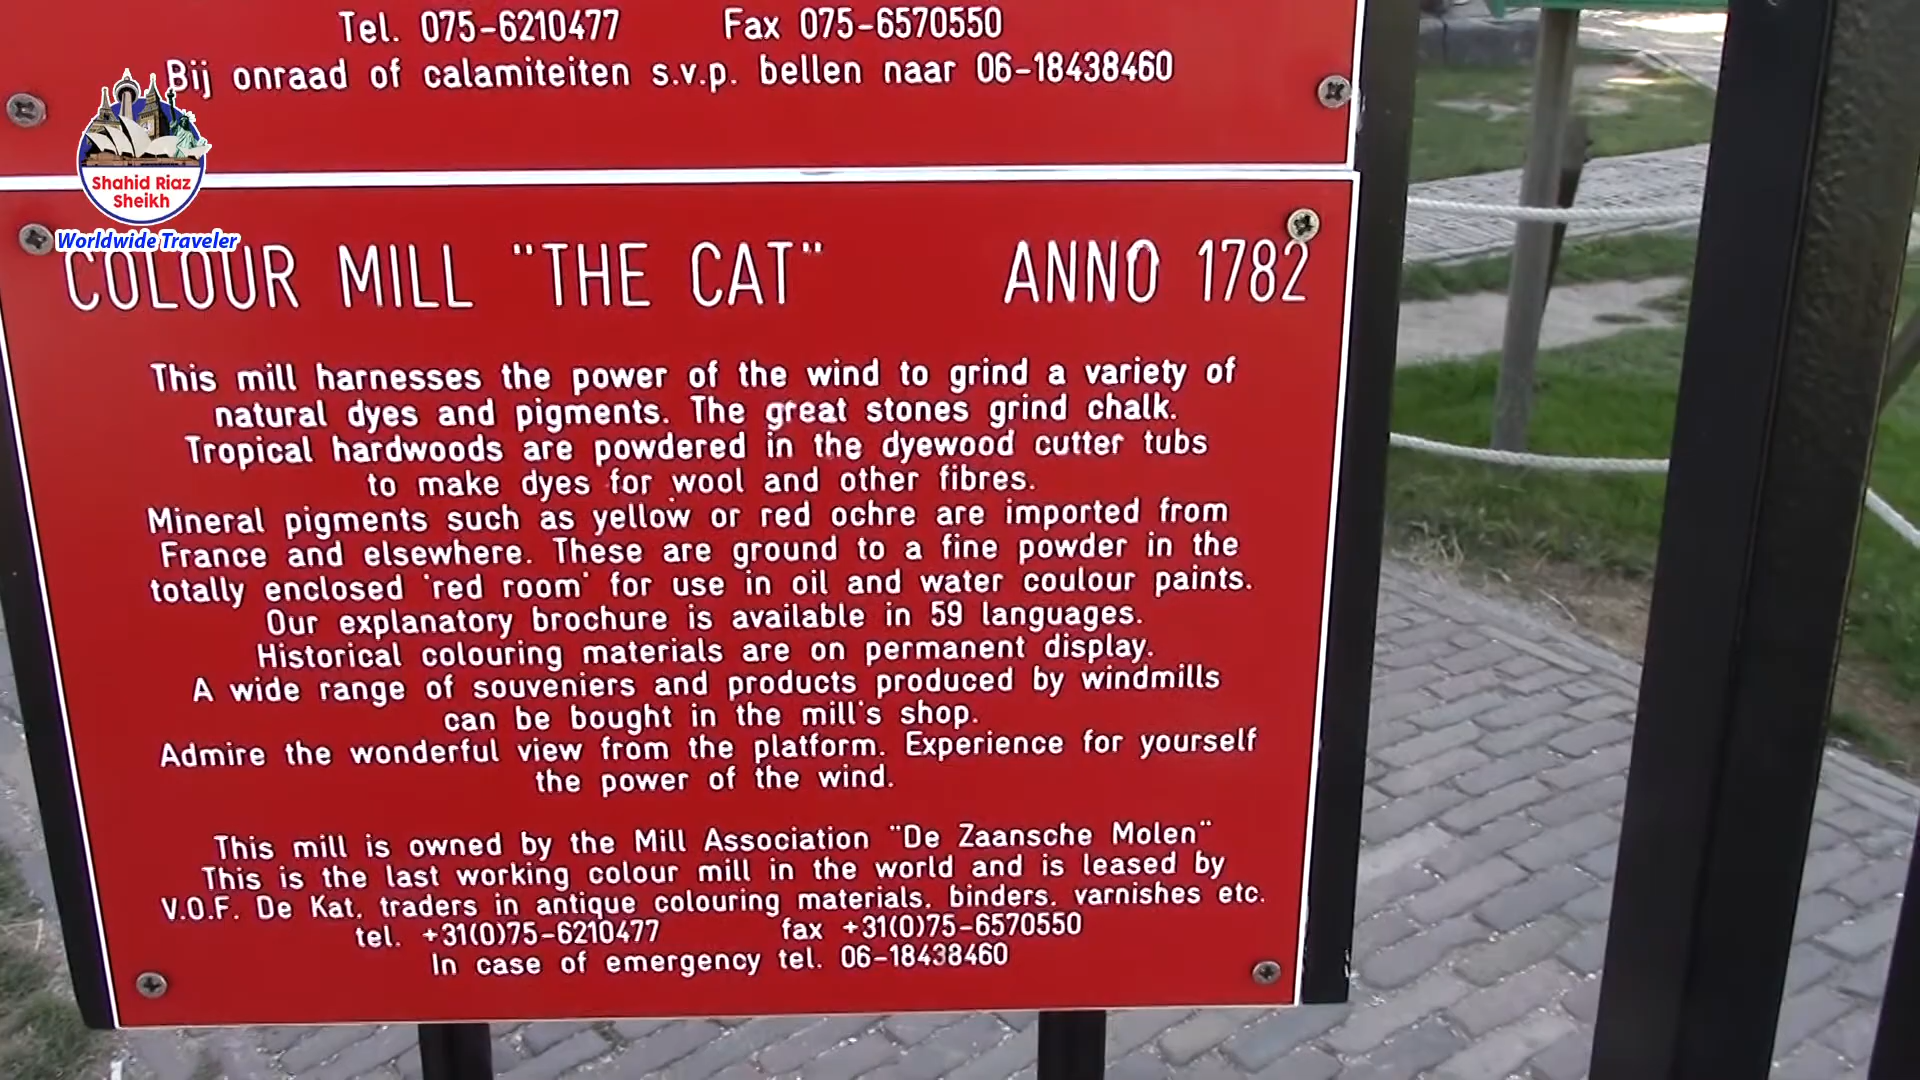 Tel. 075-6210477 Fax 075-6570550
Bij onraad of calamiteiten s.v.p. bellen naar 06-18438460
Shahid Riaz
Sheikh
Worldwide Traveler
COLOUR MILL "THE CAT" ANNO 1782
This mill harnesses the power of the wind to grind a variety of
natural dyes and pigments. The great stones grind chalk.
Tropical hardwoods are powdered in the dyewood cutter tubs
to make dyes for wool and other fibres.
Mineral pigments such as yellow or red ochre are imported from
France and elsewhere. These are ground to a fine powder in the
totally enclosed 'red room' for use in oil and water coulour paints.
Our explanatory brochure is available in 59 languages.
Historical colouring materials are on permanent display.
A wide range of souveniers and products produced by windmills
can be bought in the mill's shop.
Admire the wonderful view from the platform. Experience for yourself
the power of the wind.
This mill is owned by the Mill Association "De Zaansche Molen"
This is the last working colour mill in the world and is leased by
V.O.F. De Kat, traders in antique colouring materials, binders, varnishes etc.
tel. +31(0)75-6210477 fax +31(0)75-6570550
In case of emergency tel. 06-18438460